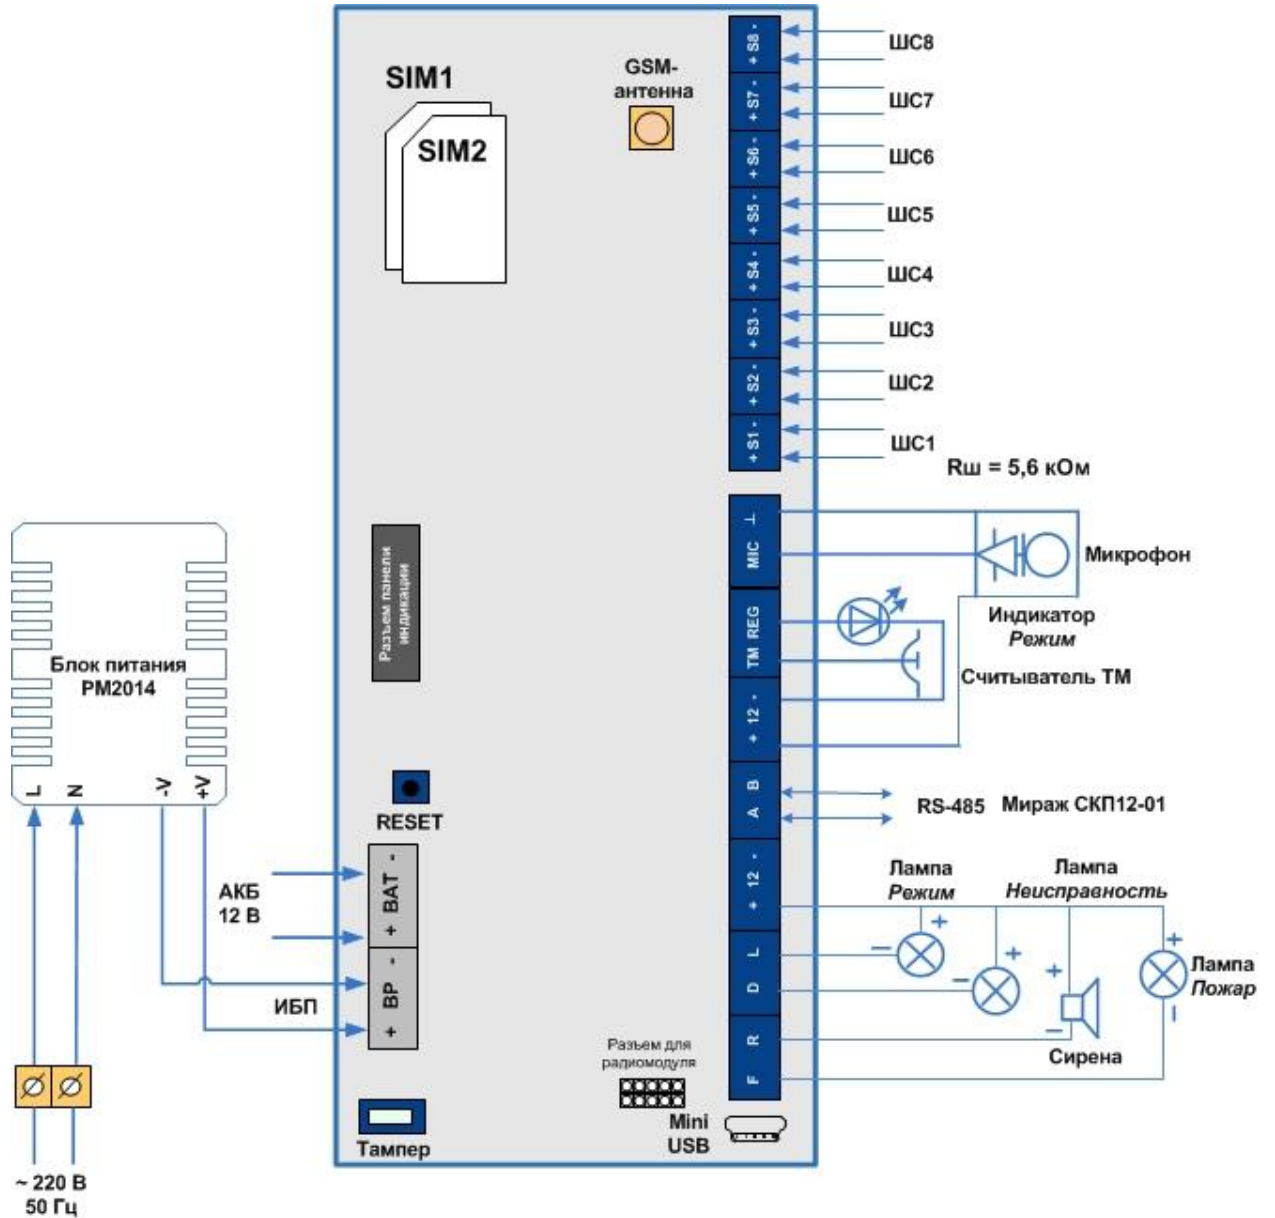 SIM1
SIM2
GSM-
антенна
+ S8 -
+ S7 -
+ S6 -
+ S5 -
+ S4 -
+ S3 -
+ S2 -
+ S1 -
ШС8
ШС7
ШС6
ШС5
ШС4
ШС3
ШС2
ШС1
Rш = 5,6 кОм
MIC ⊥
TM REG
+ 12 -
A B
+ 12 -
D L
F R
Микрофон
Индикатор
Режим
Считыватель ТМ
RS-485 Мираж СКП12-01
Лампа
Режим
Лампа
Неисправность
+
−
+
−
+
−
Сирена
+
−
Лампа
Пожар
Разъем панели
индикации
Блок питания
PM2014
L
N
-V
+V
RESET
+ BAT -
+ BP -
АКБ
12 В
ИБП
Разъем для
радиомодуля
Mini
USB
Тампер
~ 220 В
50 Гц